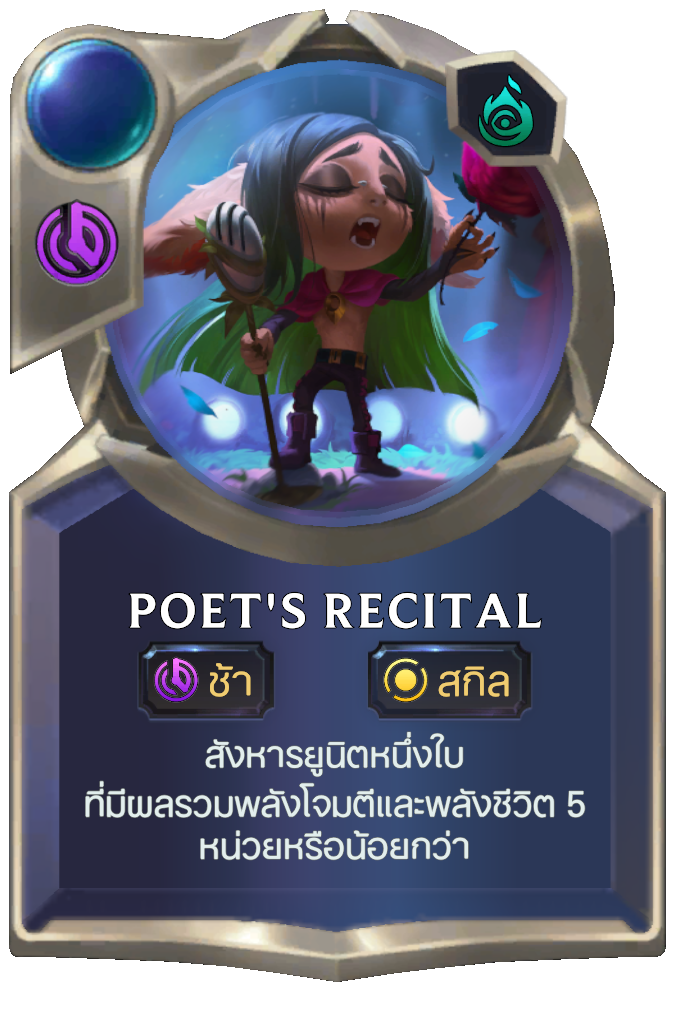 POET'S RECITAL
ช้า
สกิล
สังหารยูนิตหนึ่งใบ
ที่มีผลรวมพลังโจมตีและพลังชีวิต 5
หน่วยหรือน้อยกว่า